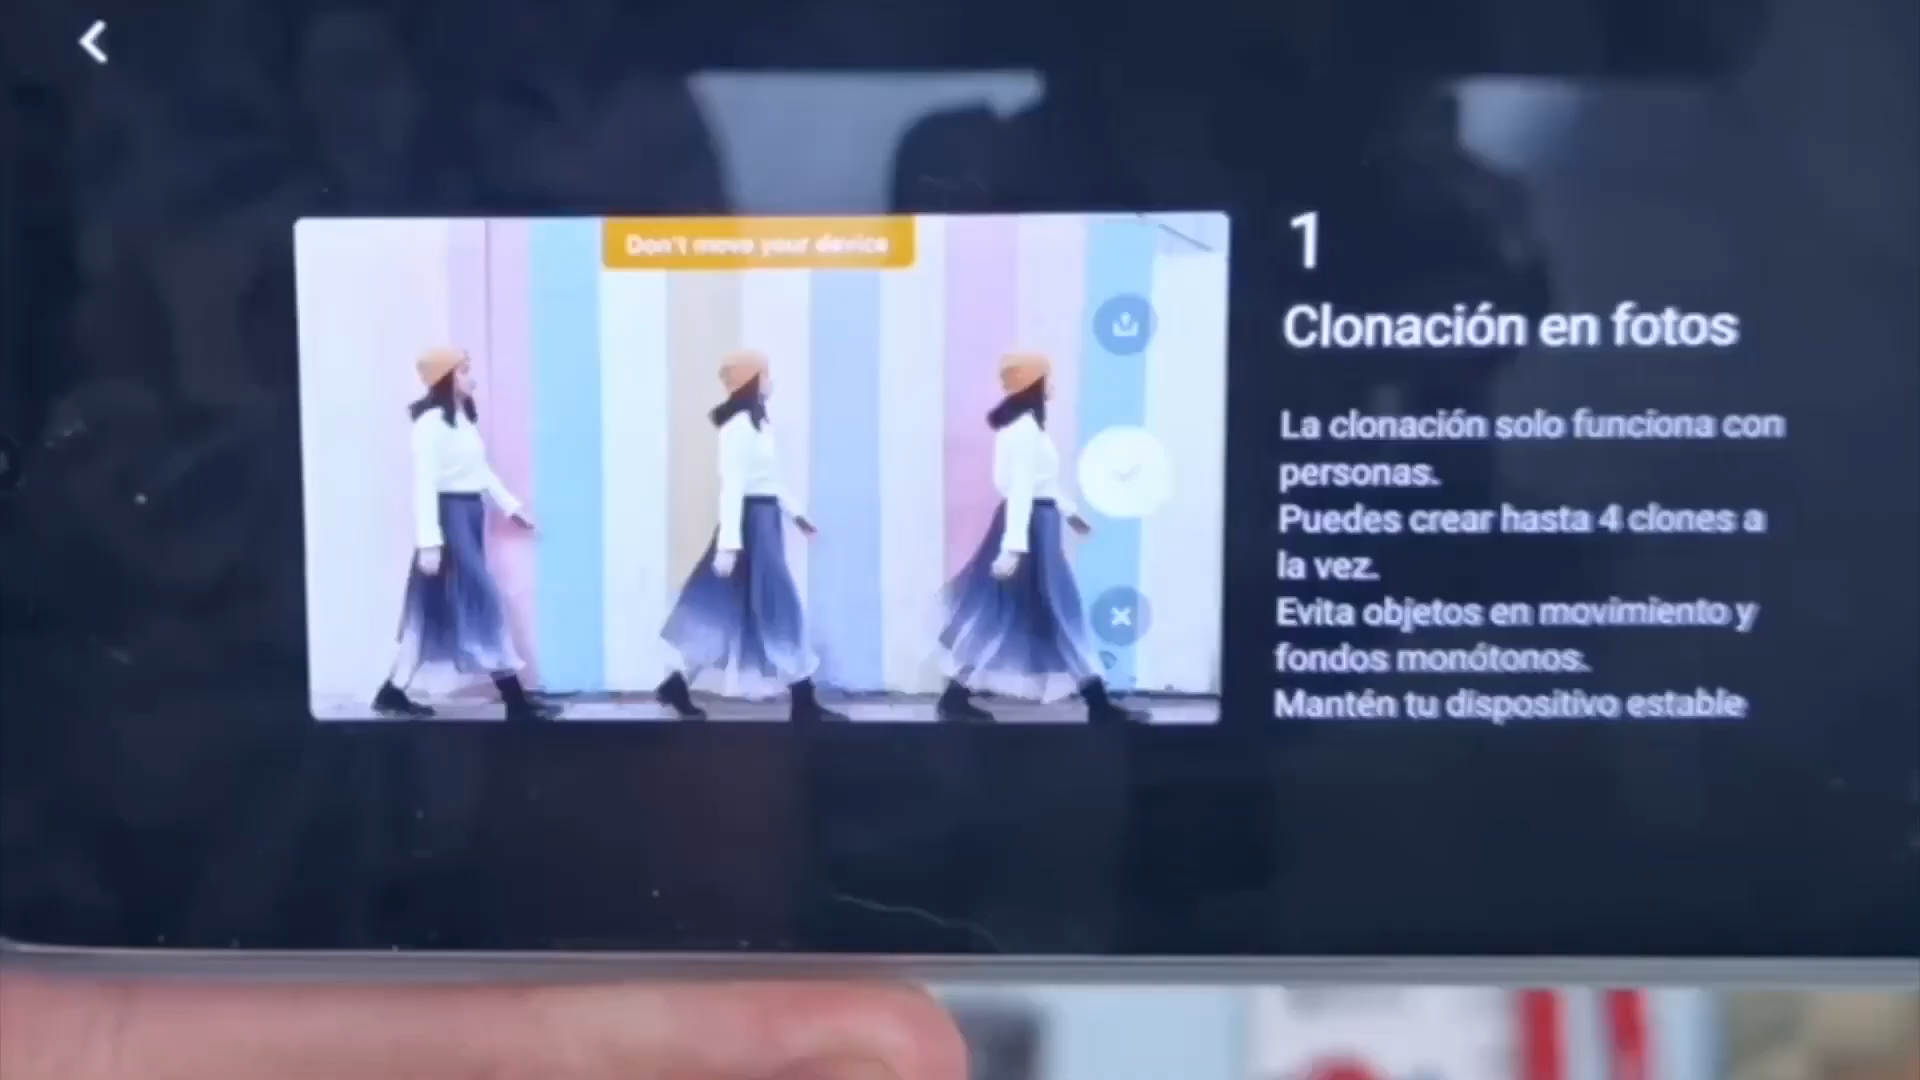 Don't move your device
1
Clonación en fotos
La clonación solo funciona con
personas.
Puedes crear hasta 4 clones a
la vez.
Evita objetos en movimiento y
fondos monótonos.
Mantén tu dispositivo estable